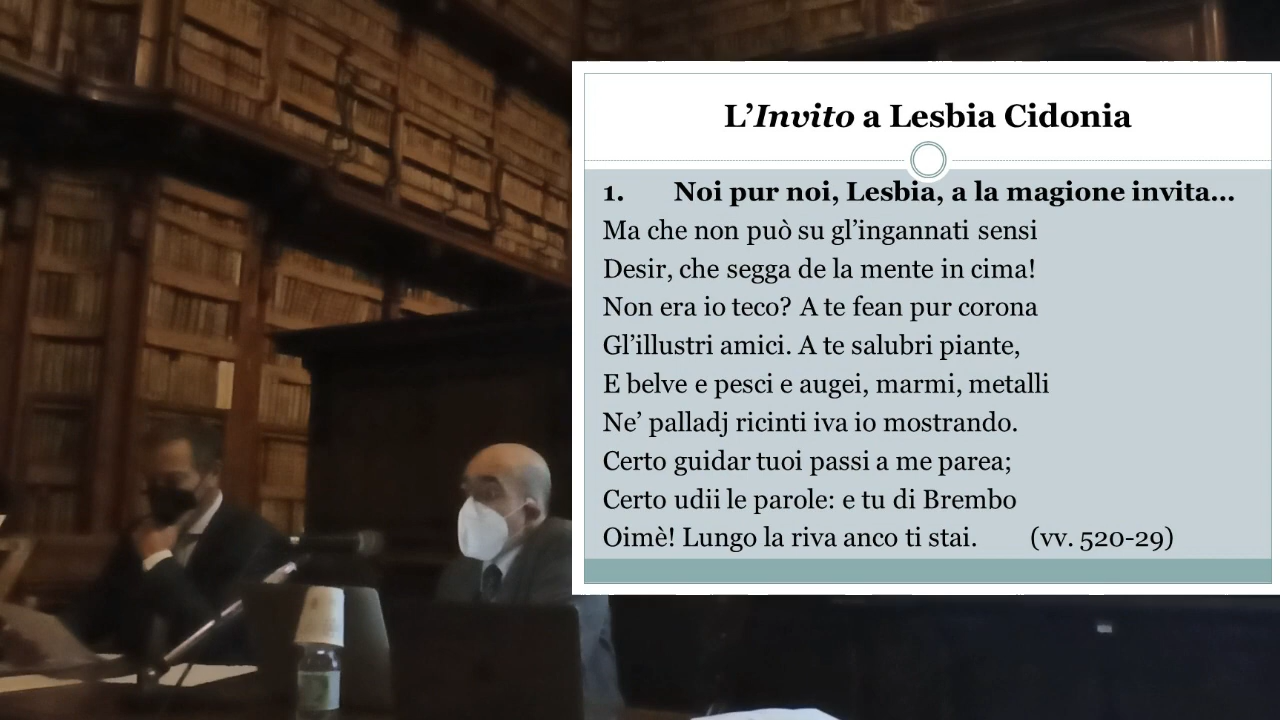 L'Invito a Lesbia Cidonia
1. Noi pur noi, Lesbia, a la magione invita...
Ma che non può su gl'ingannati sensi
Desir, che segga de la mente in cima!
Non era io teco? A te fean pur corona
Gl'illustri amici. A te salubri piante,
E belve e pesci e augei, marmi, metalli
Ne' palladj ricinti iva io mostrando.
Certo guidar tuoi passi a me parea;
Certo udii le parole: e tu di Brembo
Oimè! Lungo la riva anco ti stai. (vv. 520-29)